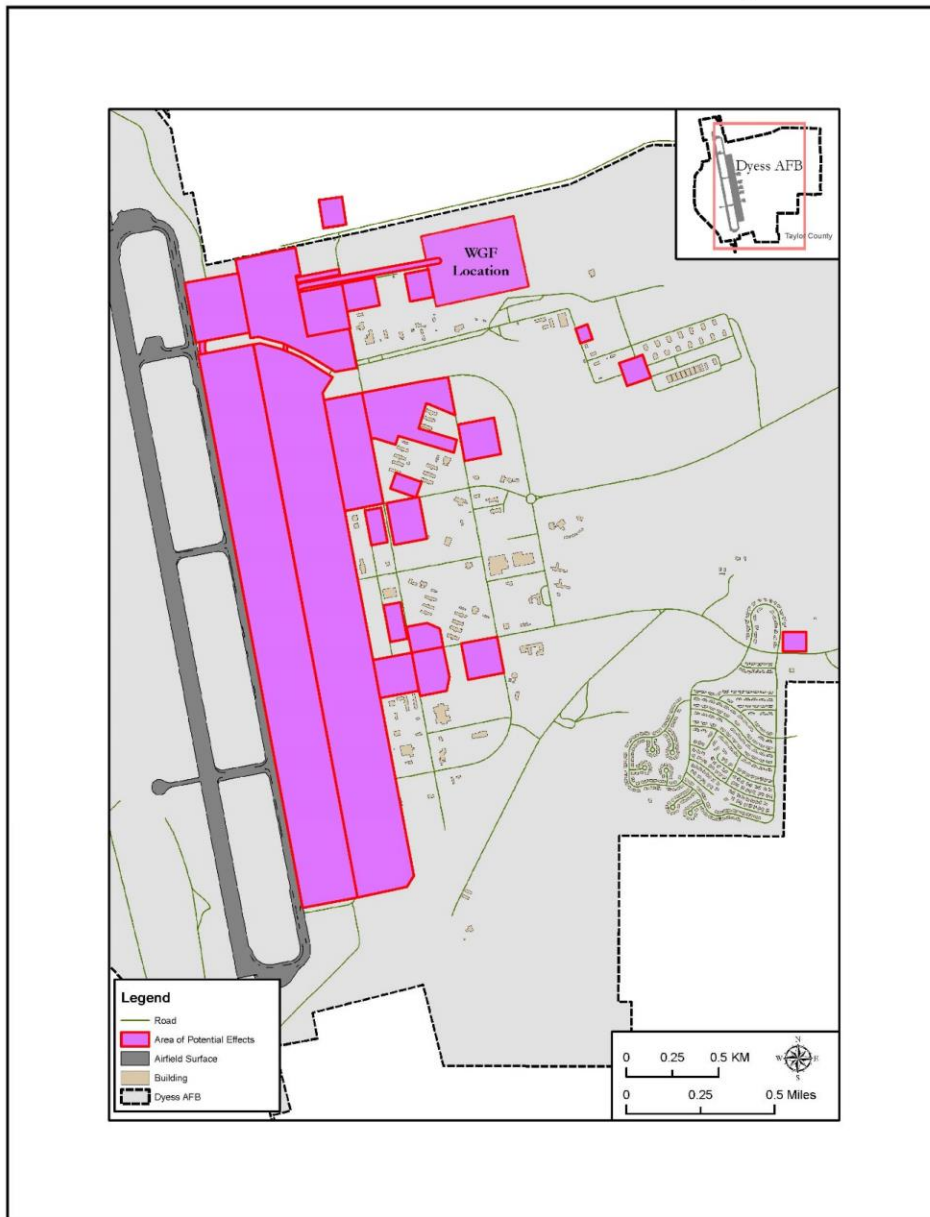 Dyess AFB
Taylor County
WGF
Location
Legend
Road
Area of Potential Effects
Airfield Surface
Building
Dyess AFB
N
W E
S
0 0.25 0.5 KM
0 0.25 0.5 Miles